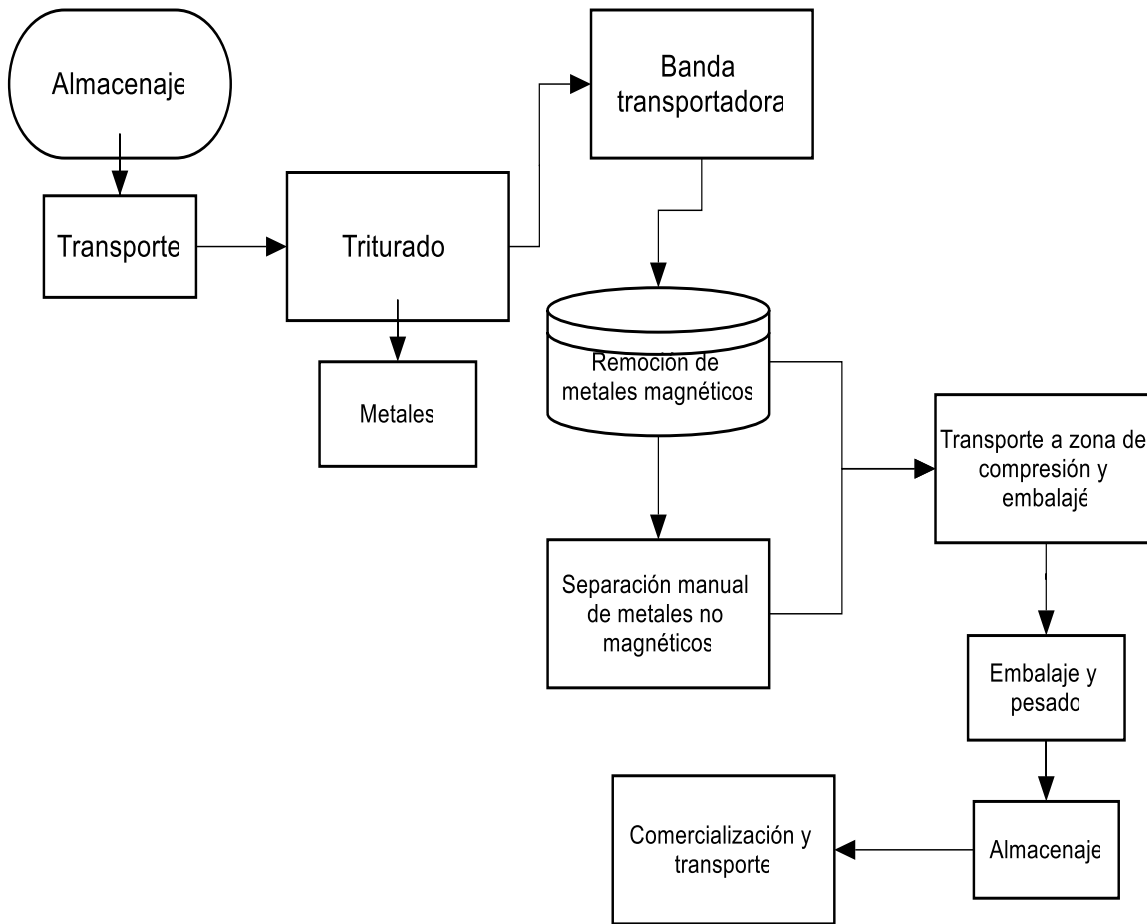 Almacenaje
Transporte
Triturado
Metales
Banda
transportadora
Remoción de
metales magnéticos
Separación manual
de metales no
magnéticos
Transporte a zona de
compresión y
embalaje
Embalaje y
pesado
Almacenaje
Comercialización y
transporte